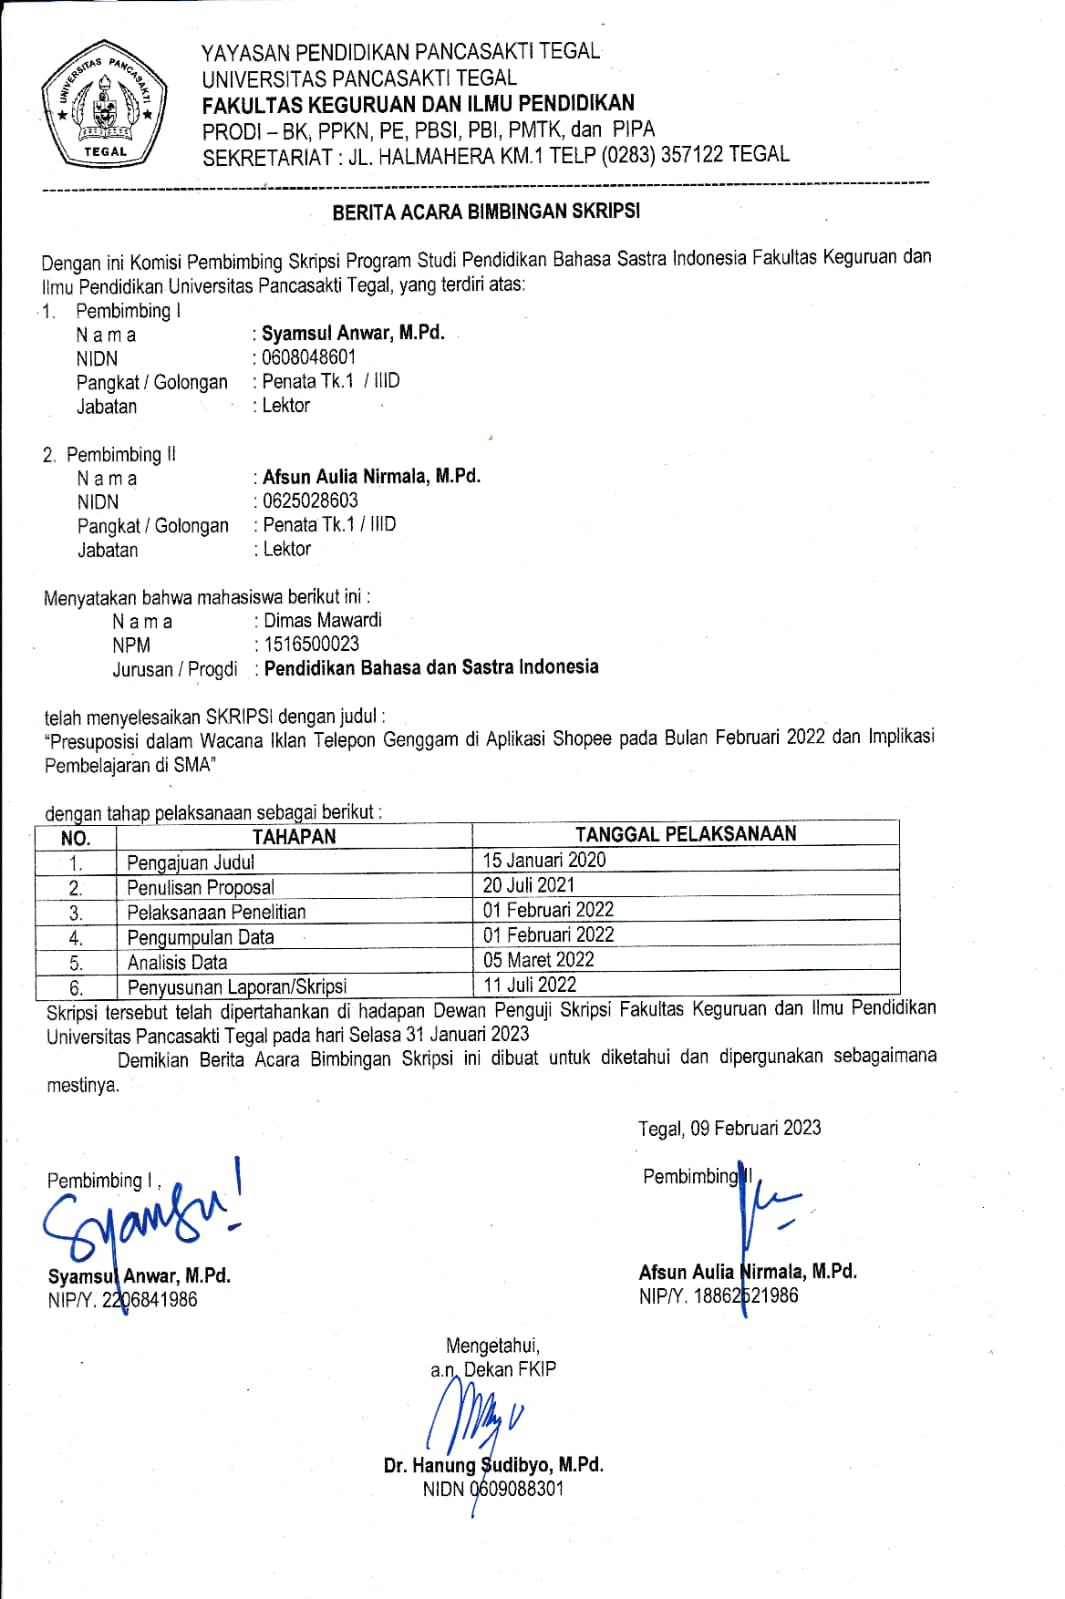 UNIVERSITAS PANCASAKTI
TEGAL
YAYASAN PENDIDIKAN PANCASAKTI TEGAL
UNIVERSITAS PANCASAKTI TEGAL
FAKULTAS KEGURUAN DAN ILMU PENDIDIKAN
PRODI – BK, PPKN, PE, PBSI, PBI, PMTK, dan PIPA
SEKRETARIAT : JL. HALMAHERA KM.1 TELP (0283) 357122 TEGAL
BERITA ACARA BIMBINGAN SKRIPSI
Dengan ini Komisi Pembimbing Skripsi Program Studi Pendidikan Bahasa Sastra Indonesia Fakultas Keguruan dan
Ilmu Pendidikan Universitas Pancasakti Tegal, yang terdiri atas:
1. Pembimbing I
N a m a : Syamsul Anwar, M.Pd.
NIDN : 0608048601
Pangkat / Golongan : Penata Tk.1 / IIID
Jabatan : Lektor
2. Pembimbing II
N a m a : Afsun Aulia Nirmala, M.Pd.
NIDN : 0625028603
Pangkat / Golongan : Penata Tk.1 / IIID
Jabatan : Lektor
Menyatakan bahwa mahasiswa berikut ini :
N a m a : Dimas Mawardi
NPM : 1516500023
Jurusan / Progdi : Pendidikan Bahasa dan Sastra Indonesia
telah menyelesaikan SKRIPSI dengan judul :
“Presuposisi dalam Wacana Iklan Telepon Genggam di Aplikasi Shopee pada Bulan Februari 2022 dan Implikasi
Pembelajaran di SMA”
dengan tahap pelaksanaan sebagai berikut :
NO. TAHAPAN TANGGAL PELAKSANAAN
1. Pengajuan Judul 15 Januari 2020
2. Penulisan Proposal 20 Juli 2021
3. Pelaksanaan Penelitian 01 Februari 2022
4. Pengumpulan Data 01 Februari 2022
5. Analisis Data 05 Maret 2022
6. Penyusunan Laporan/Skripsi 11 Juli 2022
Skripsi tersebut telah dipertahankan di hadapan Dewan Penguji Skripsi Fakultas Keguruan dan Ilmu Pendidikan
Universitas Pancasakti Tegal pada hari Selasa 31 Januari 2023
Demikian Berita Acara Bimbingan Skripsi ini dibuat untuk diketahui dan dipergunakan sebagaimana
mestinya.
Tegal, 09 Februari 2023
Pembimbing I , Pembimbing II
Syamsul Anwar, M.Pd. Afsun Aulia Nirmala, M.Pd.
NIP/Y. 2206841986 NIP/Y. 18862521986
Mengetahui,
a.n. Dekan FKIP
Dr. Hanung Sudibyo, M.Pd.
NIDN 0609088301